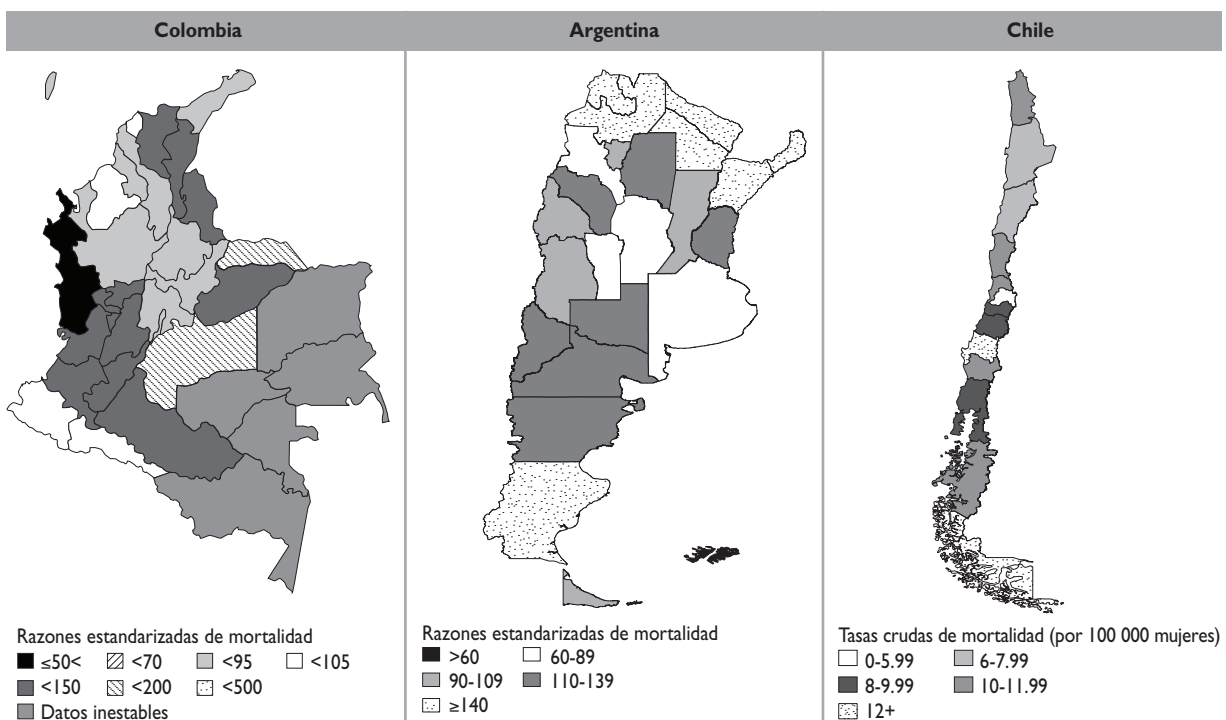 Colombia
Argentina
Chile
Razones estandarizadas de mortalidad
≤50< <70 <95 <105
<150 <200 <500
Datos inestables
Razones estandarizadas de mortalidad
>60 60-89
90-109 110-139
≥140
Tasas crudas de mortalidad (por 100 000 mujeres)
0-5.99 6-7.99
8-9.99 10-11.99
12+